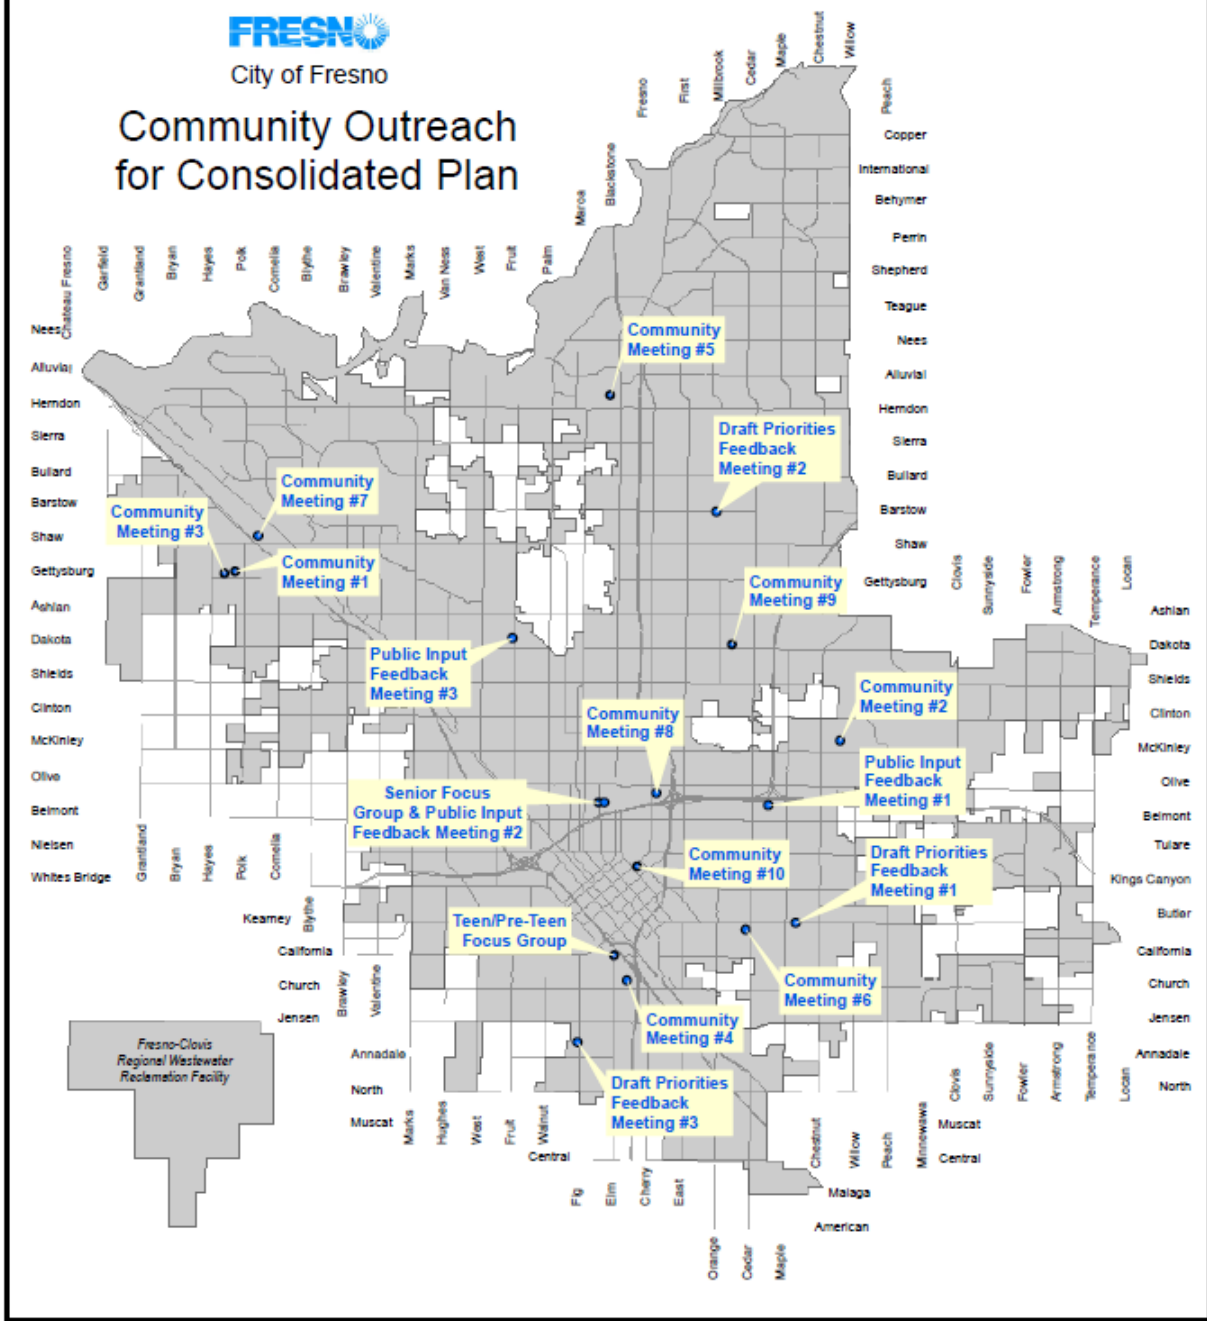 FRESNO
City of Fresno
Community Outreach
for Consolidated Plan
Chateau Fresno
Garfield
Grantland
Bryan
Hayes
Polk
Cornelia
Blythe
Brawley
Valentine
Marks
Van Ness
West
Fruit
Palm
Maroa
Blackstone
Fresno
First
Millbrook
Cedar
Maple
Chestnut
Willow
Peach
Copper
International
Behymer
Perrin
Shepherd
Teague
Nees
Alluvial
Herndon
Sierra
Bullard
Barstow
Shaw
Gettysburg
Nees
Alluvial
Herndon
Sierra
Bullard
Barstow
Shaw
Gettysburg
Ashlan
Dakota
Shields
Clinton
McKinley
Olive
Belmont
Nielsen
Whites Bridge
Kearney
California
Church
Jensen
Annadale
North
Muscat
Central
Clovis
Sunnyside
Fowler
Armstrong
Temperance
Locan
Ashlan
Dakota
Shields
Clinton
McKinley
Olive
Belmont
Tulare
Kings Canyon
Butler
California
Church
Jensen
Annadale
North
Community
Meeting #5
Draft Priorities
Feedback
Meeting #2
Community
Meeting #7
Community
Meeting #3
Community
Meeting #1
Community
Meeting #9
Public Input
Feedback
Meeting #3
Community
Meeting #2
Community
Meeting #8
Public Input
Feedback
Meeting #1
Senior Focus
Group & Public Input
Feedback Meeting #2
Community
Meeting #10
Draft Priorities
Feedback
Meeting #1
Teen/Pre-Teen
Focus Group
Community
Meeting #6
Community
Meeting #4
Draft Priorities
Feedback
Meeting #3
Grantland
Bryan
Hayes
Polk
Cornelia
Blythe
Brawley
Valentine
Fresno-Clovis
Regional Wastewater
Reclamation Facility
Marks
Hughes
West
Fruit
Walnut
Fig
Elm
Cherry
East
Orange
Cedar
Maple
Chestnut
Willow
Peach
Minnewawa
Clovis
Sunnyside
Fowler
Armstrong
Temperance
Locan
Muscat
Central
Malaga
American